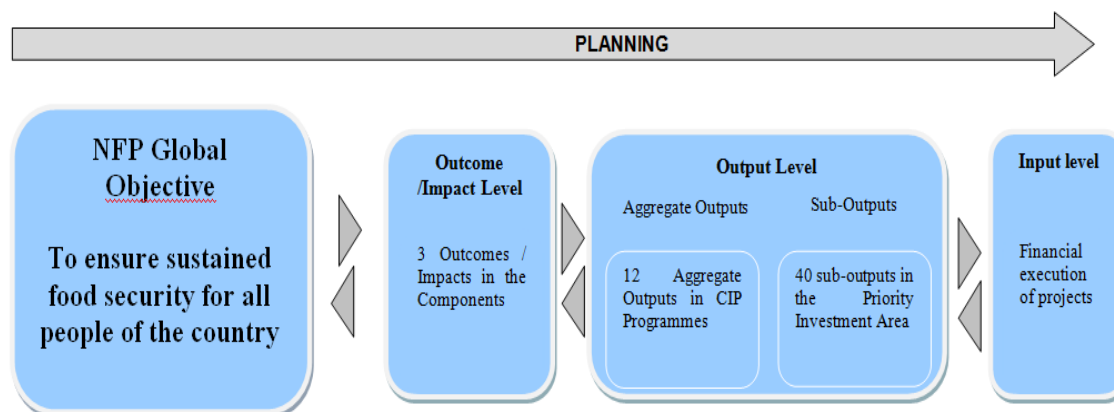 PLANNING
NFP Global
Objective
To ensure sustained
food security for all
people of the country
Outcome
/Impact Level
3 Outcomes /
Impacts in the
Components
Output Level
Aggregate Outputs
Sub-Outputs
12 Aggregate
Outputs in CIP
Programmes
40 sub-outputs in
the Priority
Investment Area
Input level
Financial
execution
of projects